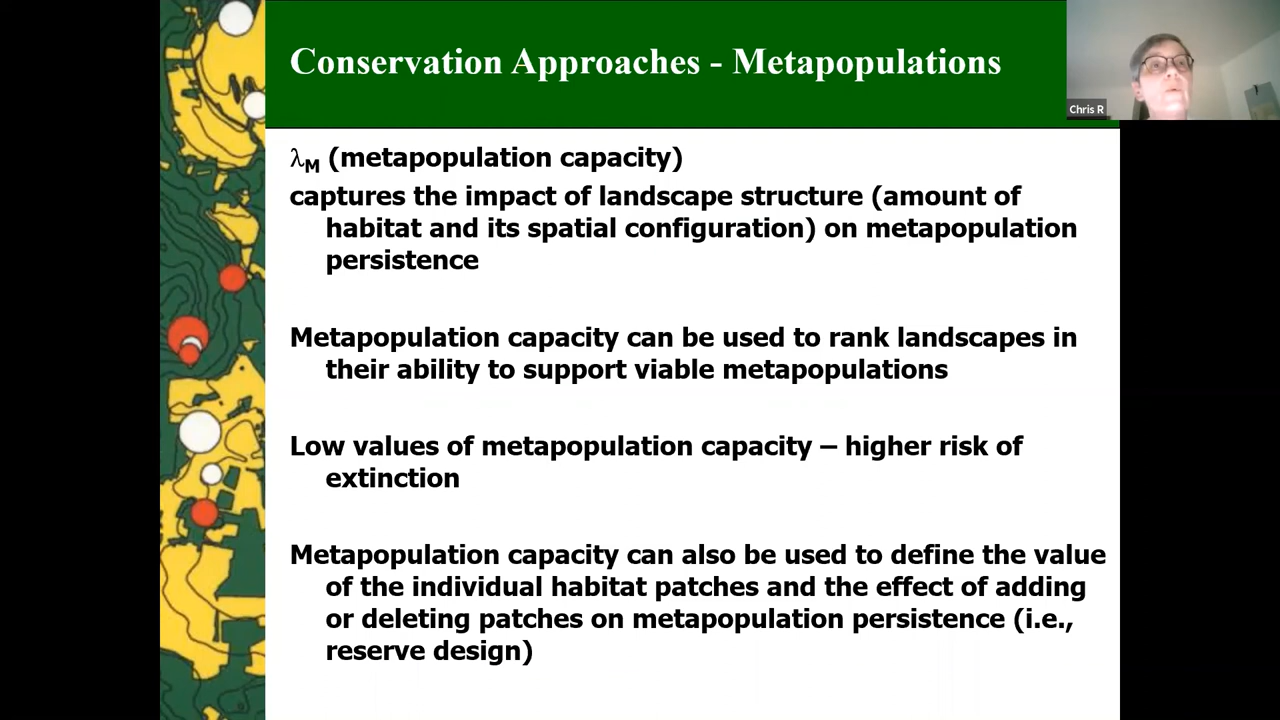 Conservation Approaches - Metapopulations
Chris R
λM (metapopulation capacity)
captures the impact of landscape structure (amount of
habitat and its spatial configuration) on metapopulation
persistence
Metapopulation capacity can be used to rank landscapes in
their ability to support viable metapopulations
Low values of metapopulation capacity – higher risk of
extinction
Metapopulation capacity can also be used to define the value
of the individual habitat patches and the effect of adding
or deleting patches on metapopulation persistence (i.e.,
reserve design)